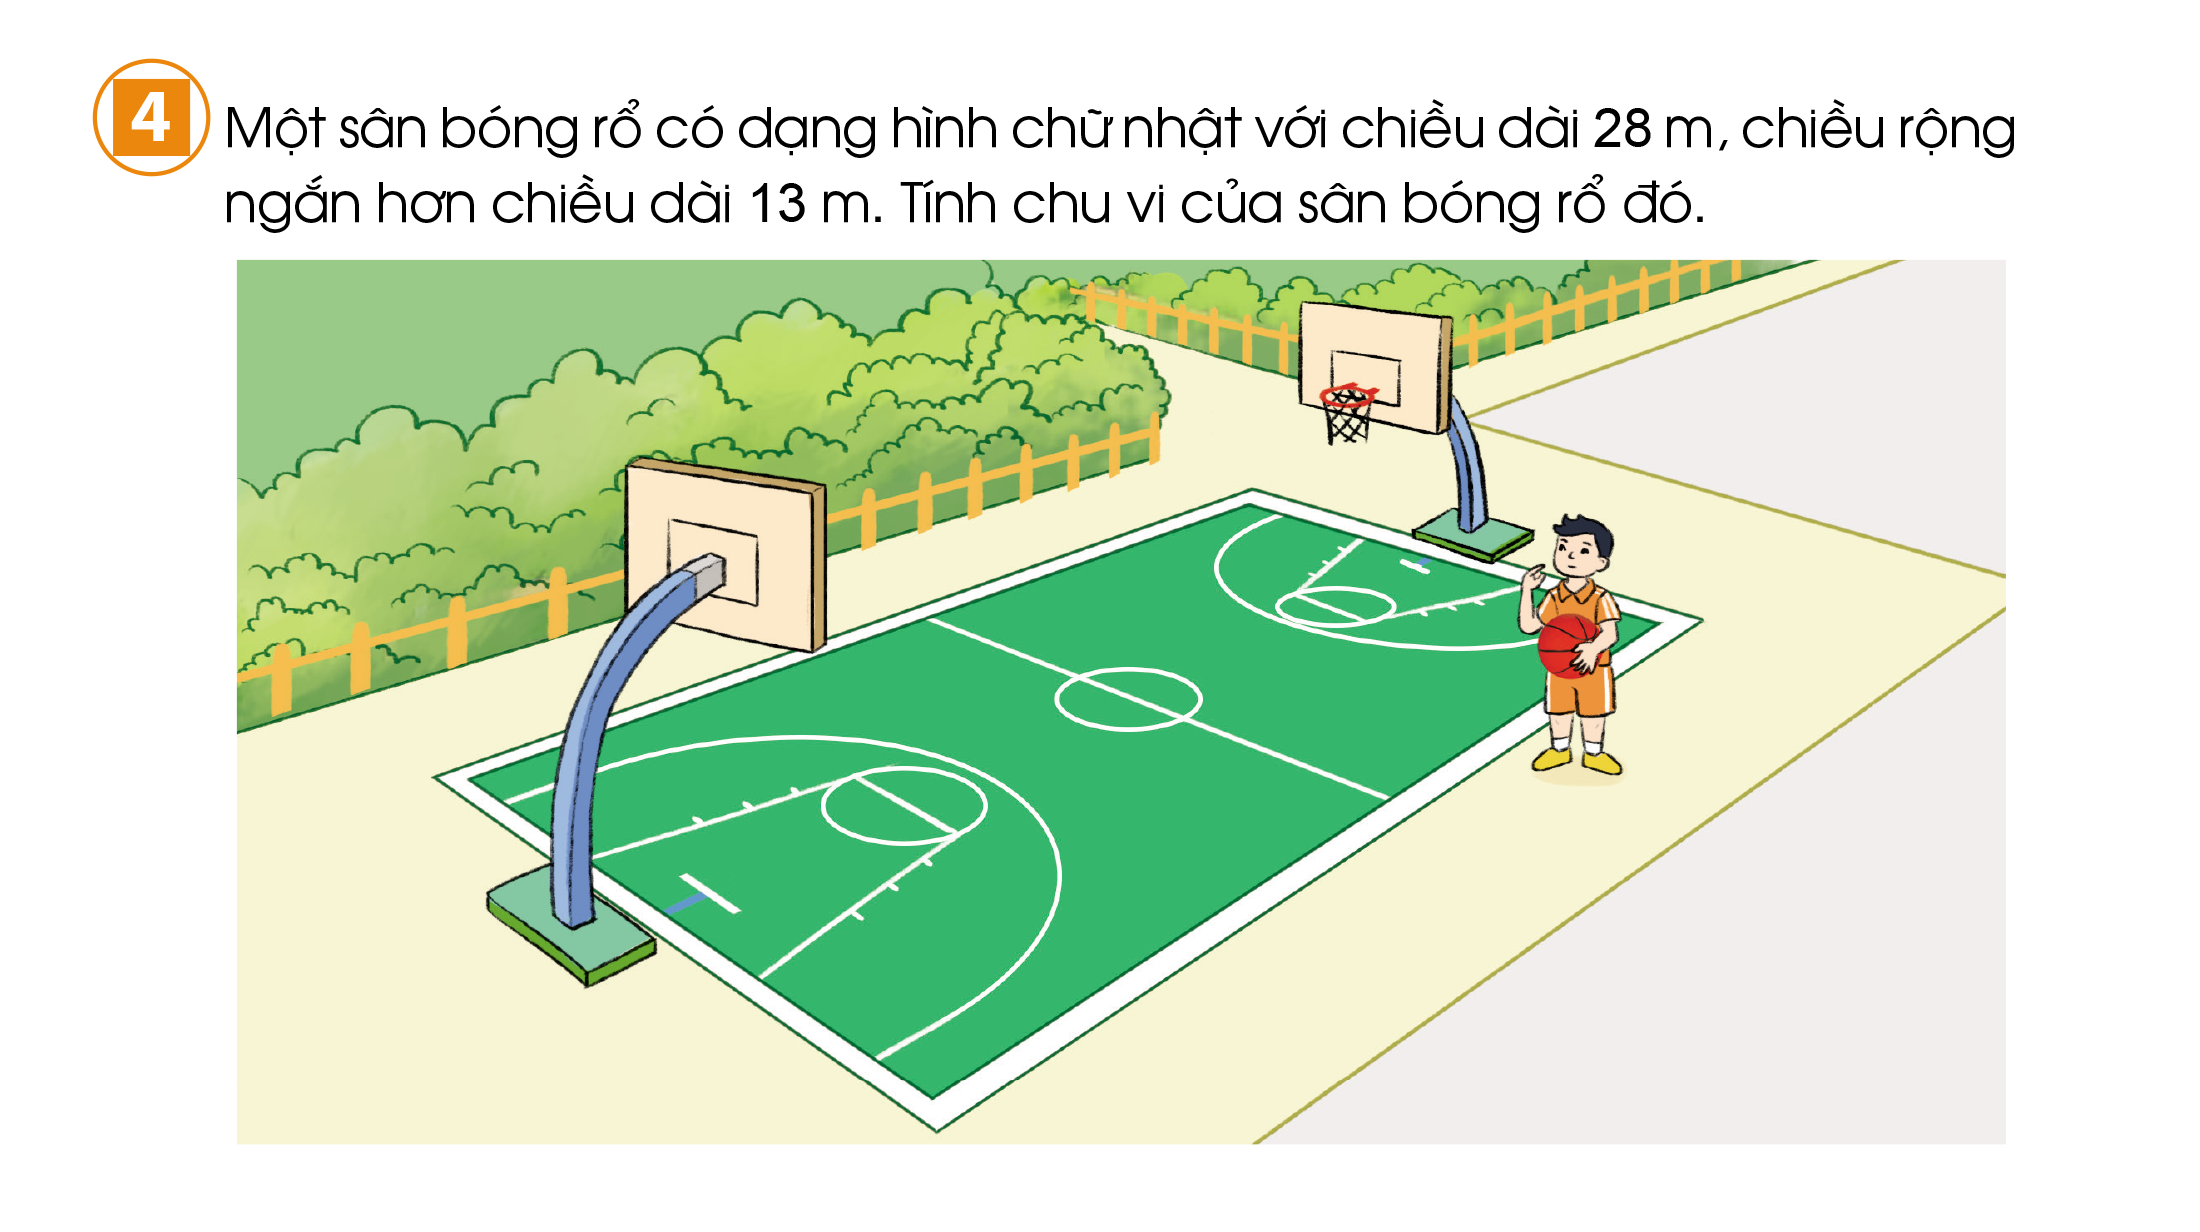 4 Một sân bóng rổ có dạng hình chữ nhật với chiều dài 28 m, chiều rộng
ngắn hơn chiều dài 13 m. Tính chu vi của sân bóng rổ đó.